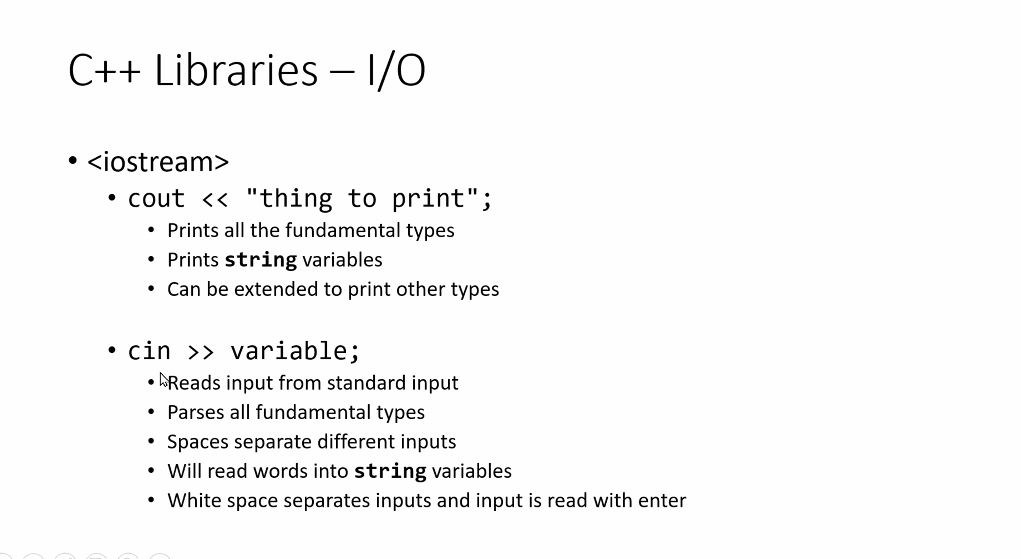 C++ Libraries – I/O
• <iostream>
• cout << "thing to print";
• Prints all the fundamental types
• Prints string variables
• Can be extended to print other types
• cin >> variable;
• Reads input from standard input
• Parses all fundamental types
• Spaces separate different inputs
• Will read words into string variables
• White space separates inputs and input is read with enter